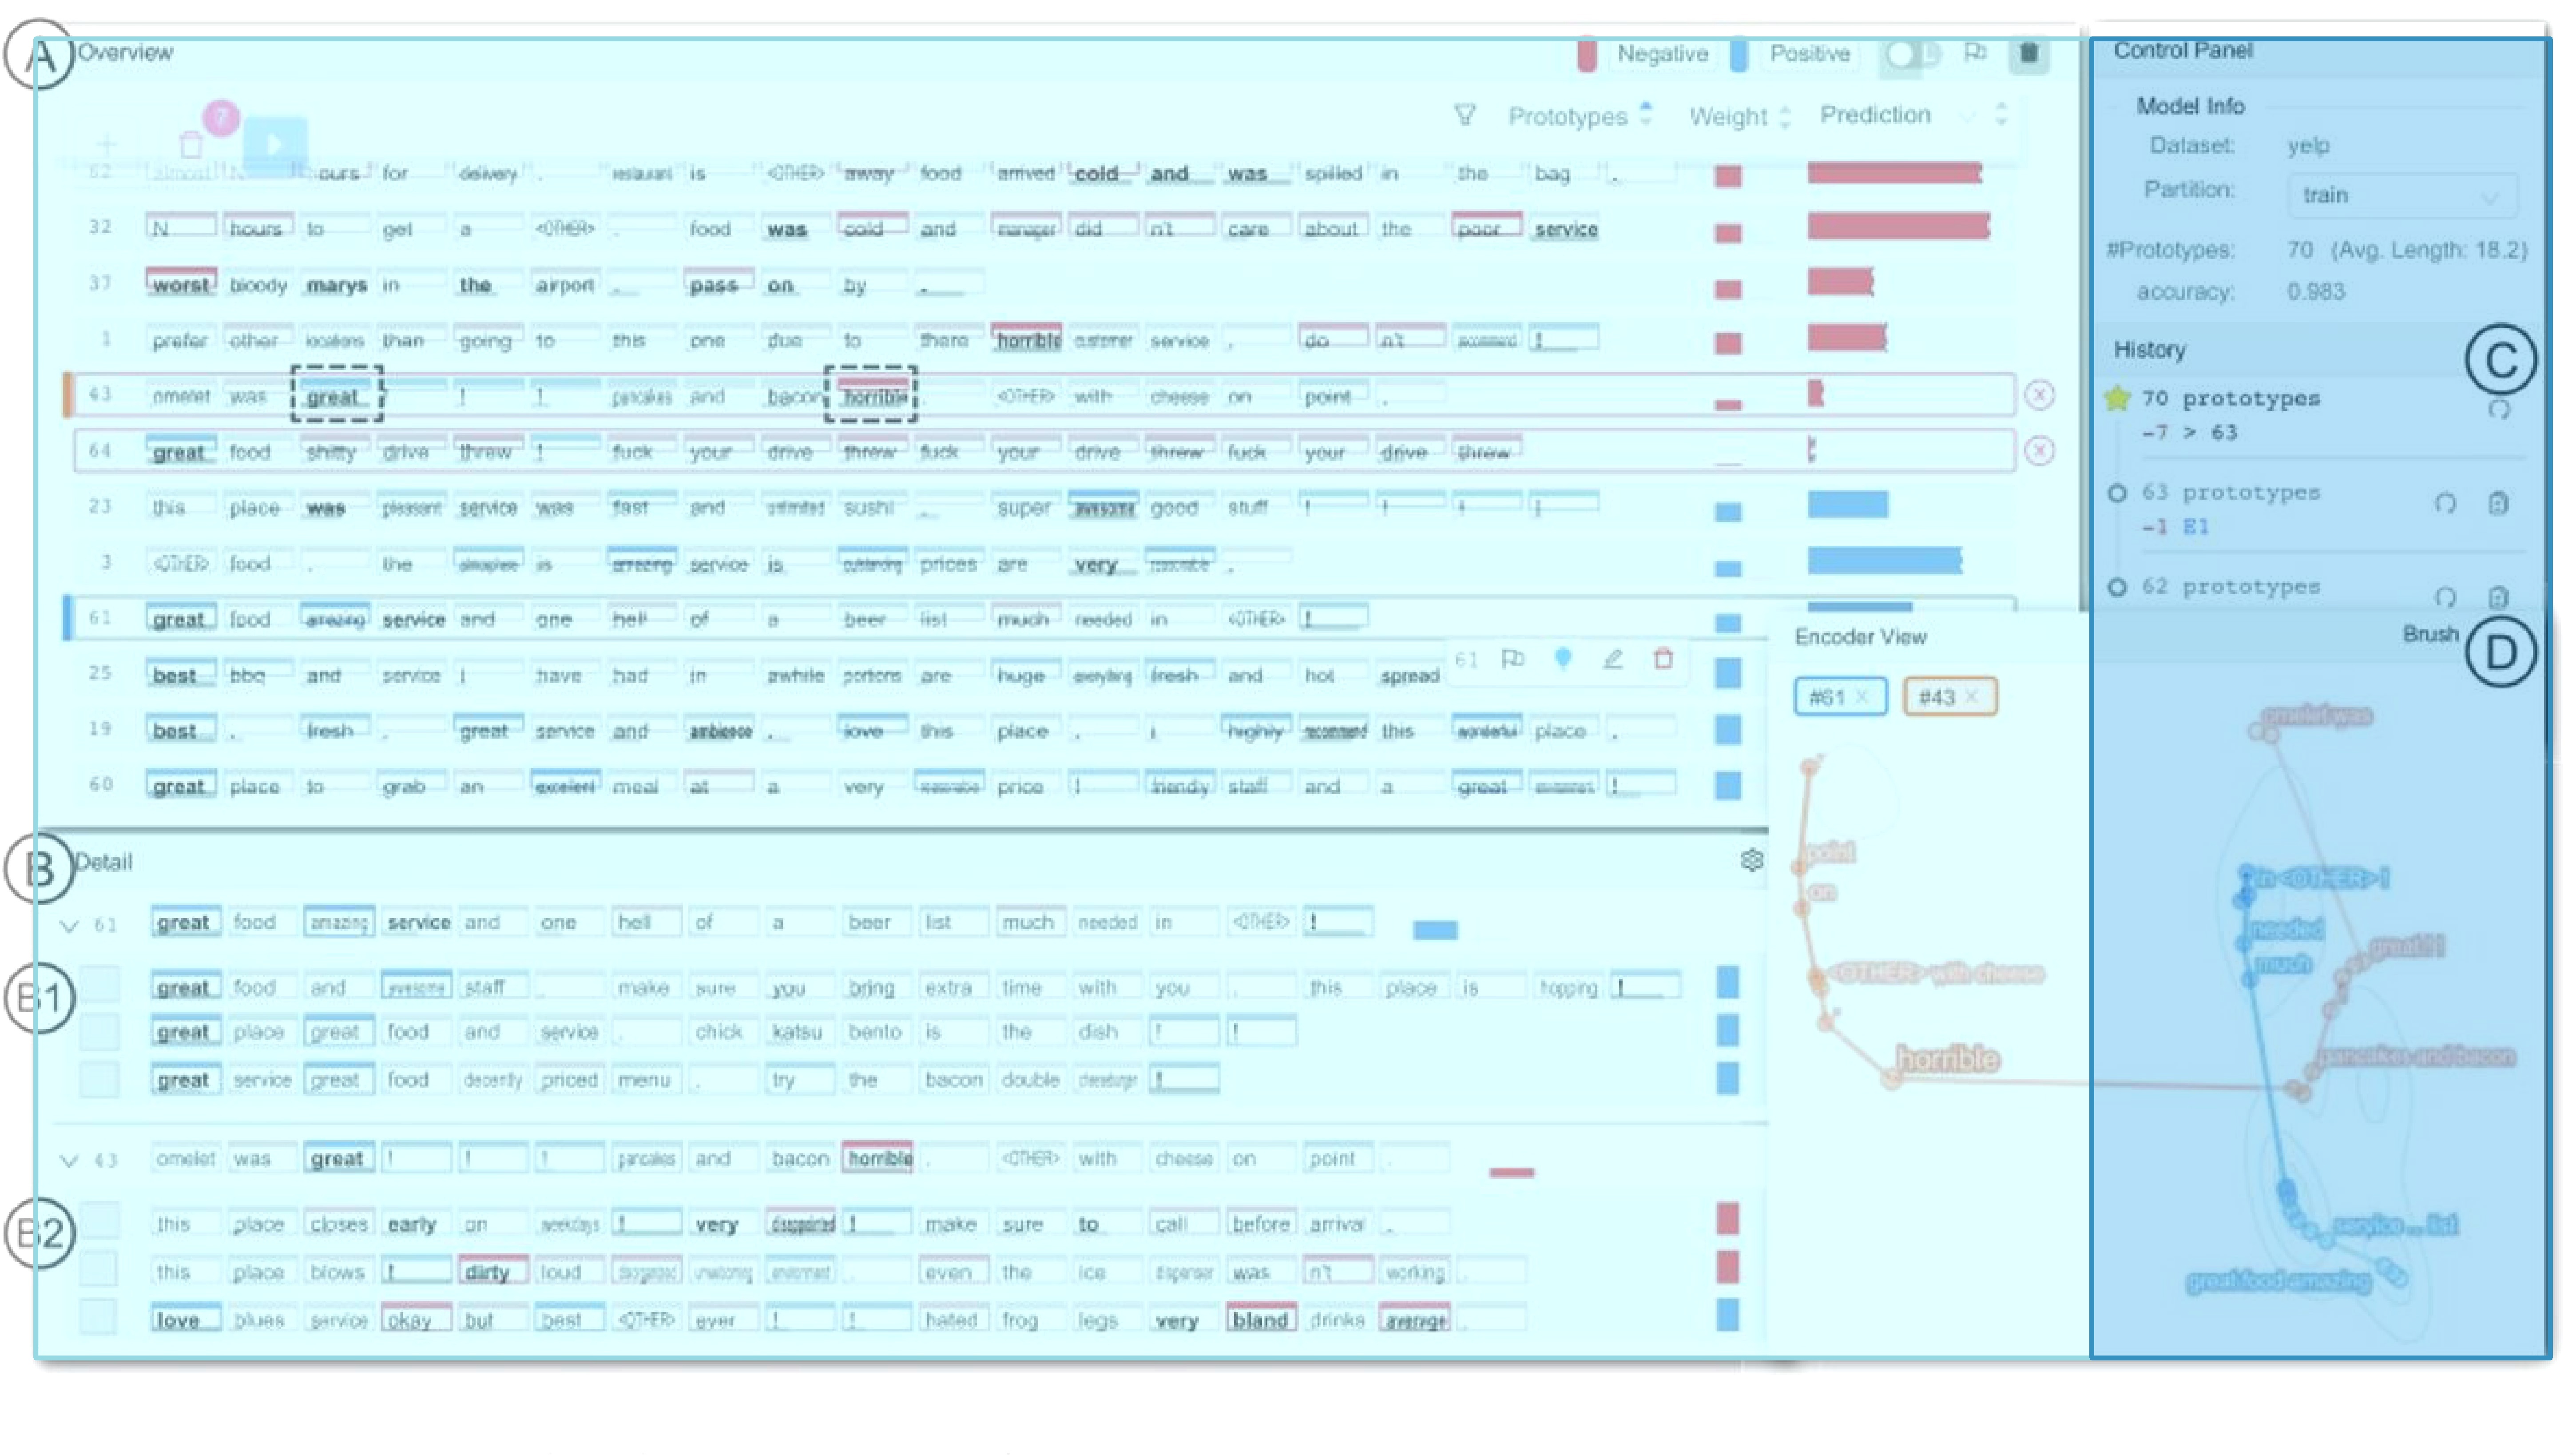 A Overview Negative Positive
7 Prototypes Weight Prediction
62 hours for delivery . restaurant is <OTHER> away food arrived cold and was spilled in the bag .
32 N hours to get a <OTHER> . food was cold and manager did n't care about the poor service
37 worst bloody marys in the airport . pass on by .
1 prefer other locations than going to this one due to there horrible customer service . do n't recommend !
43 omelet was great ! ! ! pancakes and bacon horrible . <OTHER> with cheese on point .
64 great food shitty drive threw ! fuck your drive threw fuck your drive threw fuck your drive threw
23 this place was pleasant service was fast and unlimited sushi . super awesome good stuff ! ! ! !
3 <OTHER> food . the atmosphere is amazing service is outstanding prices are very reasonable .
61 great food amazing service and one hell of a beer list much needed in <OTHER> !
25 best bbq and service i have had in awhile portions are huge everything fresh and hot spread
61
19 best . fresh . great service and ambience . love this place . i highly recommend this wonderful place .
60 great place to grab an excellent meal at a very reasonable price ! friendly staff and a great !
B Detail
61 great food amazing service and one hell of a beer list much needed in <OTHER> !
B1 great food and awesome staff . make sure you bring extra time with you . this place is hopping !
great place great food and service . chick katsu bento is the dish ! !
great service great food decently priced menu . try the bacon double cheeseburger !
43 omelet was great ! ! ! pancakes and bacon horrible . <OTHER> with cheese on point .
B2 this place closes early on weekdays ! very disappointed ! make sure to call before arrival .
this place blows ! dirty loud disorganized unwelcoming environment . even the ice dispenser was n't working .
love blues service okay but best <OTHER> ever ! ! hated frog legs very bland drinks average .
Control Panel
Model Info
Dataset: yelp
Partition: train
#Prototypes: 70 (Avg. Length: 18.2)
accuracy: 0.983
History C
70 prototypes
-7 > 63
63 prototypes
-1 E1
62 prototypes
Encoder View Brush D
#61 × #43 ×
omelet was
point
on
<OTHER> with cheese
horrible
in <OTHER> !
needed
much
great ! !
pancakes and bacon
service ... list
great food amazing